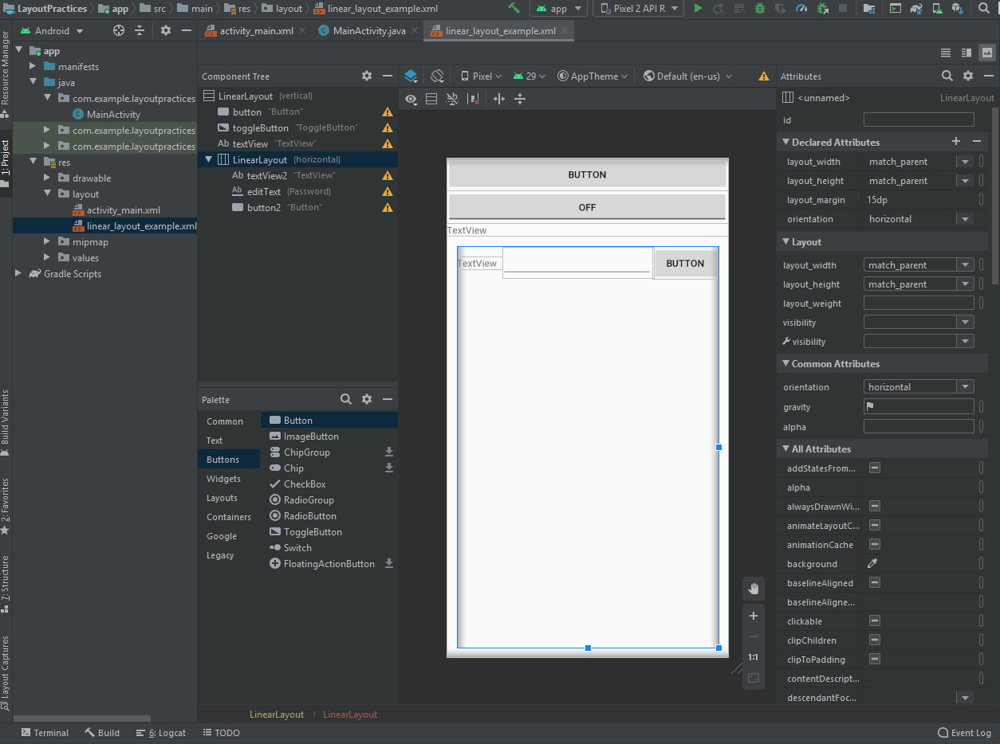 LayoutPractices app src main res layout linear_layout_example.xml app Pixel 2 API R
Android activity_main.xml MainActivity.java linear_layout_example.xml
Resource Manager
1: Project
Build Variants
2: Favorites
7: Structure
Layout Captures
app
manifests
java
com.example.layoutpractices
MainActivity
com.example.layoutpractices
com.example.layoutpractices
res
drawable
layout
activity_main.xml
linear_layout_example.xml
mipmap
values
Gradle Scripts
Component Tree
LinearLayout (vertical)
button "Button"
toggleButton "ToggleButton"
Ab textView "TextView"
LinearLayout (horizontal)
Ab textView2 "TextView"
Ab editText (Password)
button2 "Button"
Palette
Common
Text
Buttons
Widgets
Layouts
Containers
Google
Legacy
Button
ImageButton
ChipGroup
Chip
CheckBox
RadioGroup
RadioButton
ToggleButton
Switch
FloatingActionButton
Pixel 29 AppTheme Default (en-us)
BUTTON
OFF
TextView
TextView BUTTON
1:1
Attributes
<unnamed> LinearLayout
id
Declared Attributes
layout_width match_parent
layout_height match_parent
layout_margin 15dp
orientation horizontal
Layout
layout_width match_parent
layout_height match_parent
layout_weight
visibility
visibility
Common Attributes
orientation horizontal
gravity
alpha
All Attributes
addStatesFrom...
alpha
alwaysDrawnWi...
animateLayoutC...
animationCache
background
baselineAligned
baselineAligne...
clickable
clipChildren
clipToPadding
contentDescript...
descendantFoc...
LinearLayout LinearLayout
Terminal Build 6: Logcat TODO Event Log